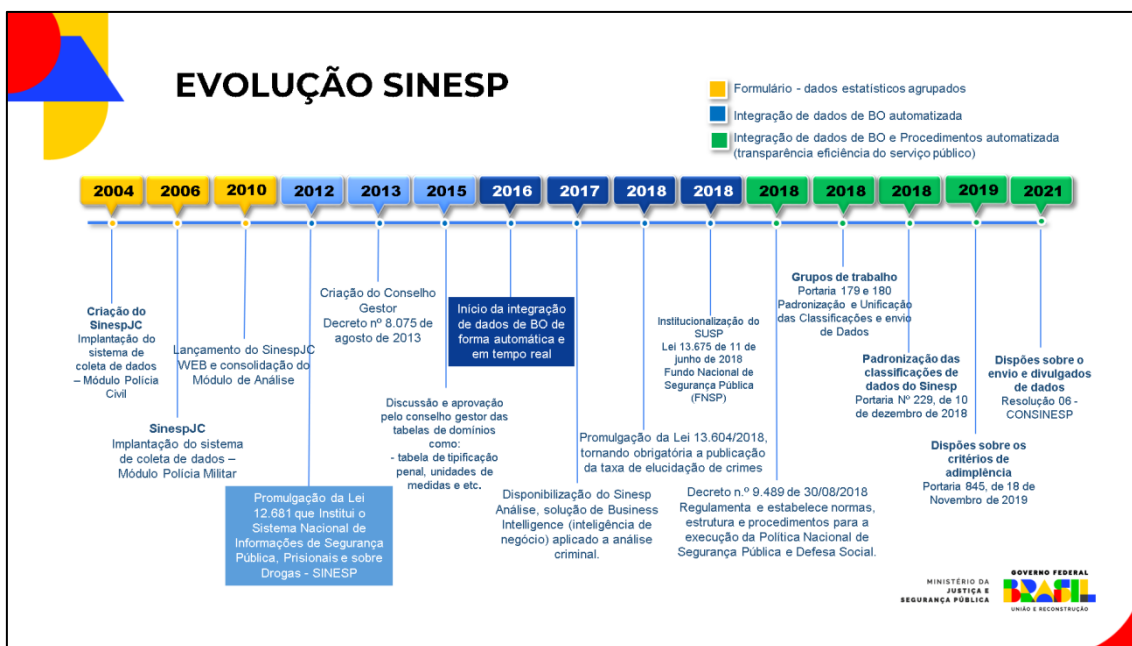 EVOLUÇÃO SINESP
Formulário - dados estatísticos agrupados
Integração de dados de BO automatizada
Integração de dados de BO e Procedimentos automatizada
(transparência eficiência do serviço público)
2004
2006
2010
2012
2013
2015
2016
2017
2018
2018
2018
2018
2018
2019
2021
Criação do
SinespJC
Implantação do
sistema de
coleta de dados
– Módulo Polícia
Civil
SinespJC
Implantação do sistema
de coleta de dados –
Módulo Polícia Militar
Lançamento do SinespJC
WEB e consolidação do
Módulo de Análise
Promulgação da Lei
12.681 que Institui o
Sistema Nacional de
Informações de Segurança
Pública, Prisionais e sobre
Drogas - SINESP
Criação do Conselho
Gestor
Decreto nº 8.075 de
agosto de 2013
Discussão e aprovação
pelo conselho gestor das
tabelas de domínios
como:
- tabela de tipificação
penal, unidades de
medidas e etc.
Início da integração
de dados de BO de
forma automática e
em tempo real
Disponibilização do Sinesp
Análise, solução de Business
Intelligence (inteligência de
negócio) aplicado a análise
criminal.
Promulgação da Lei 13.604/2018,
tornando obrigatória a publicação
da taxa de elucidação de crimes
Institucionalização do
SUSP
Lei 13.675 de 11 de
junho de 2018
Fundo Nacional de
Segurança Pública
(FNSP)
Decreto n.º 9.489 de 30/08/2018
Regulamenta e estabelece normas,
estrutura e procedimentos para a
execução da Política Nacional de
Segurança Pública e Defesa Social.
Grupos de trabalho
Portaria 179 e 180
Padronização e Unificação
das Classificações e envio
de Dados
Padronização das
classificações de
dados do Sinesp
Portaria Nº 229, de 10
de dezembro de 2018
Dispões sobre os
critérios de
adimplência
Portaria 845, de 18 de
Novembro de 2019
Dispões sobre o
envio e divulgados
de dados
Resolução 06 -
CONSINESP
MINISTÉRIO DA
JUSTIÇA E
SEGURANÇA PÚBLICA
GOVERNO FEDERAL
BRASIL
UNIÃO E RECONSTRUÇÃO